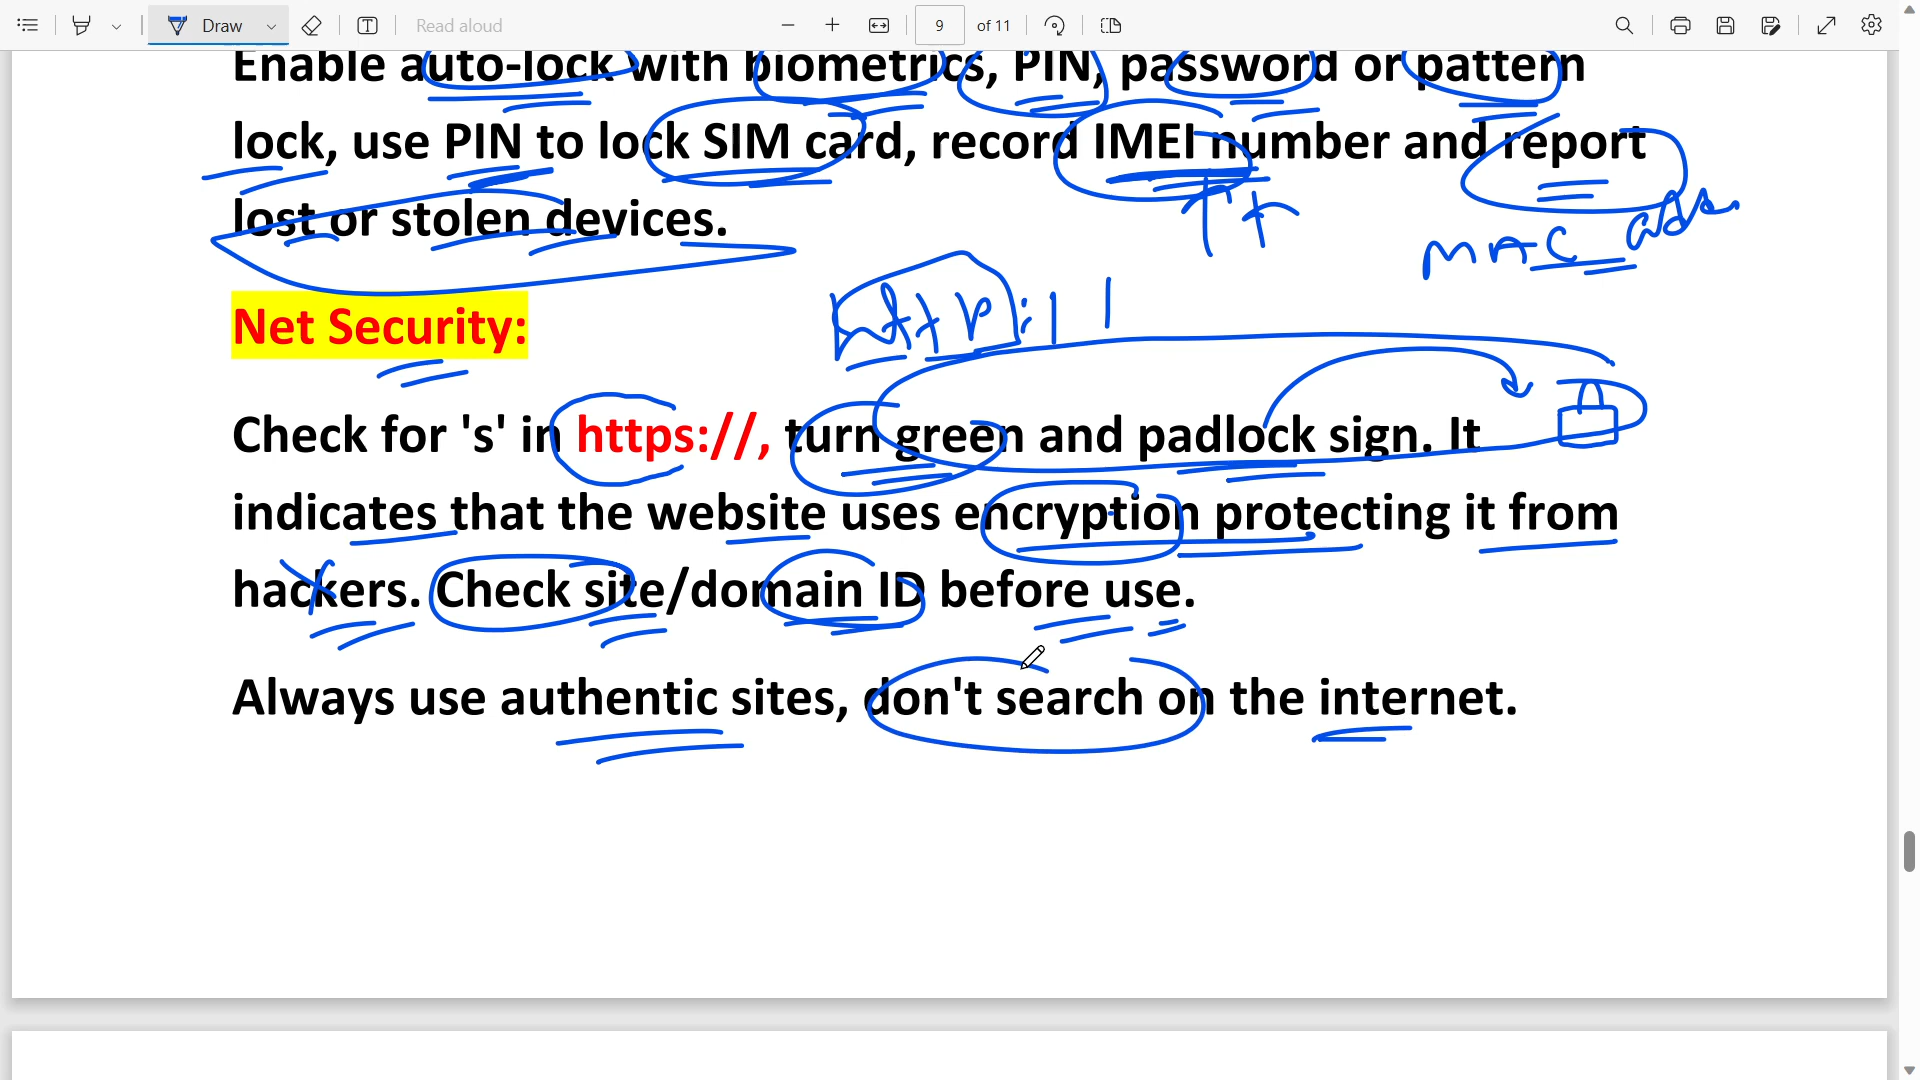 Draw
Read aloud
9 of 11
Enable auto-lock with biometrics, PIN, password or pattern
lock, use PIN to lock SIM card, record IMEI number and report
lost or stolen devices.
mac adds
Net Security:
http://
Check for 's' in https://, turn green and padlock sign. It
indicates that the website uses encryption protecting it from
hackers. Check site/domain ID before use.
Always use authentic sites, don't search on the internet.